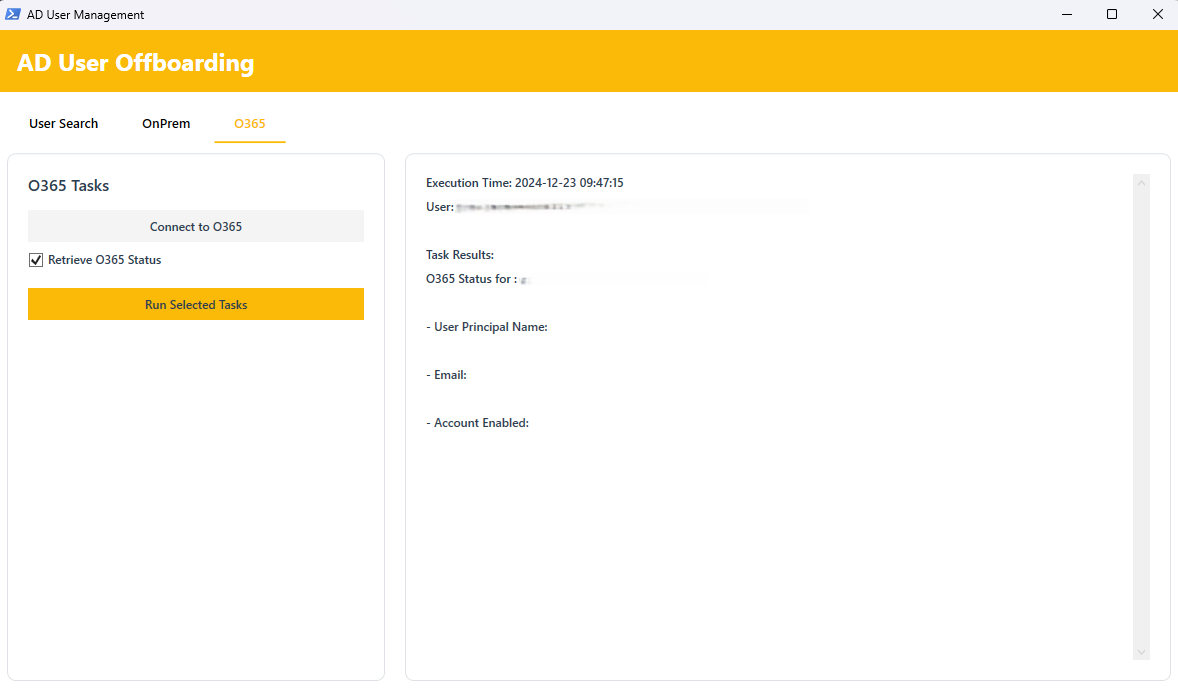 AD User Management
AD User Offboarding
User Search
OnPrem
O365
O365 Tasks
Connect to O365
Retrieve O365 Status
Run Selected Tasks
Execution Time: 2024-12-23 09:47:15
User:
Task Results:
O365 Status for :
- User Principal Name:
- Email:
- Account Enabled: